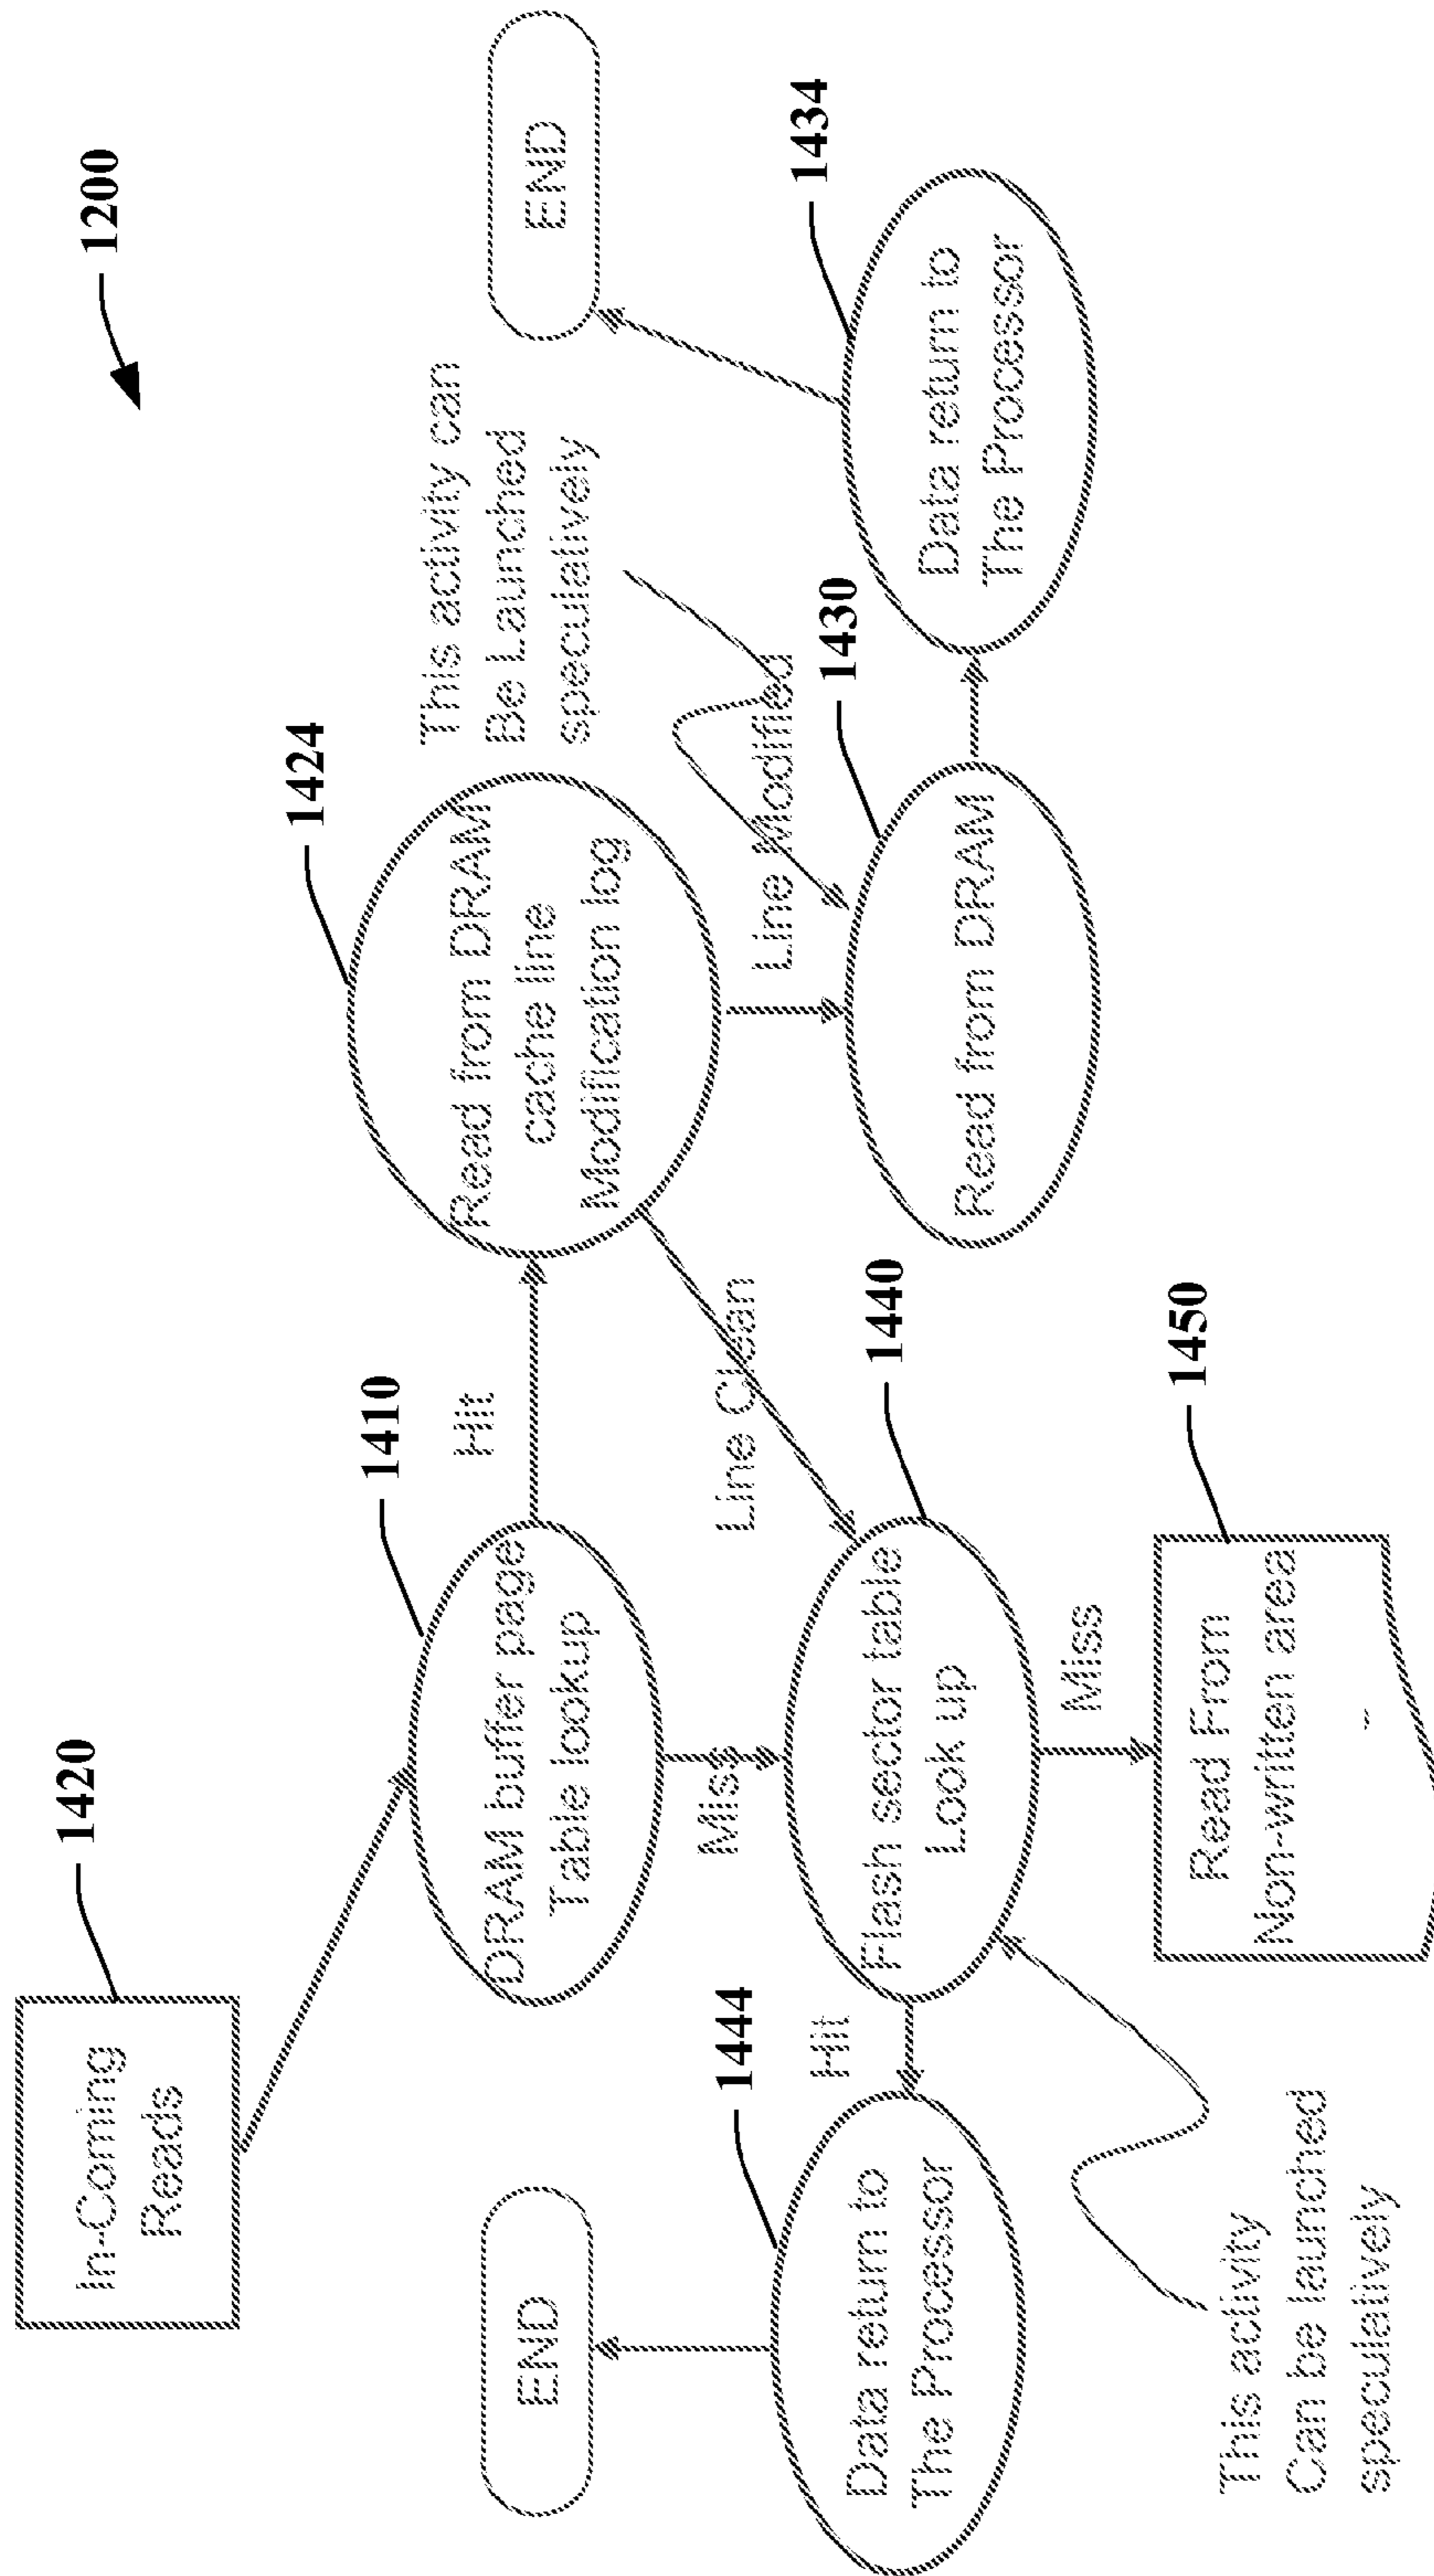 1200
In-Coming
Reads
1420
DRAM buffer page
Table lookup
1410
Hit
Read from DRAM
cache line
Modification log
1424
This activity can
Be Launched
speculatively
END
END
Miss
Line Clean
Line Modified
Data return to
The Processor
1444
Hit
Flash sector table
Look up
1440
Read from DRAM
1430
Data return to
The Processor
1434
Miss
Read From
Non-written area
1450
This activity
Can be launched
speculatively